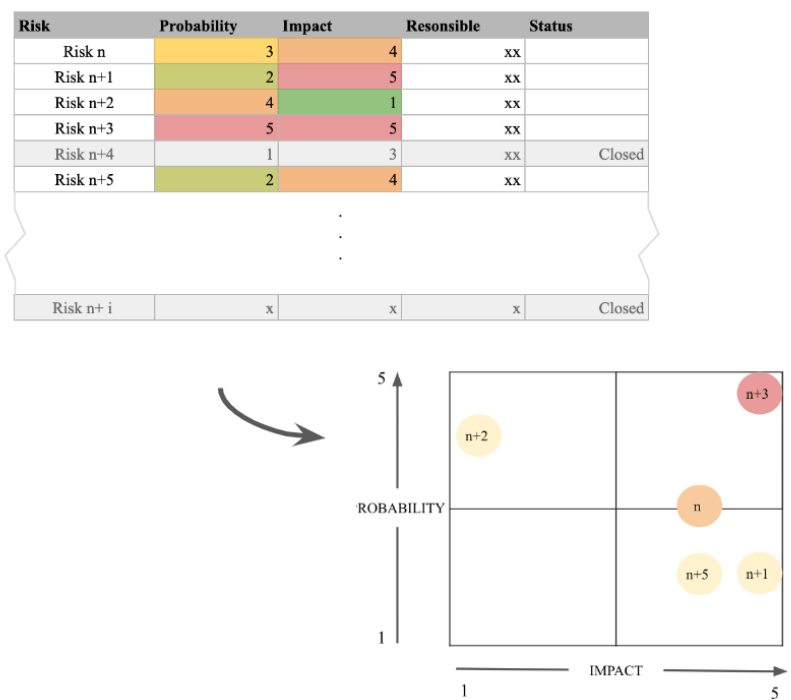 Risk Probability Impact Resonsible Status
Risk n 3 4 xx
Risk n+1 2 5 xx
Risk n+2 4 1 xx
Risk n+3 5 5 xx
Risk n+4 1 3 xx Closed
Risk n+5 2 4 xx
.
.
.
Risk n+ i x x x Closed
5
n+3
n+2
ROBABILITY
n
n+5 n+1
1
IMPACT
1 5